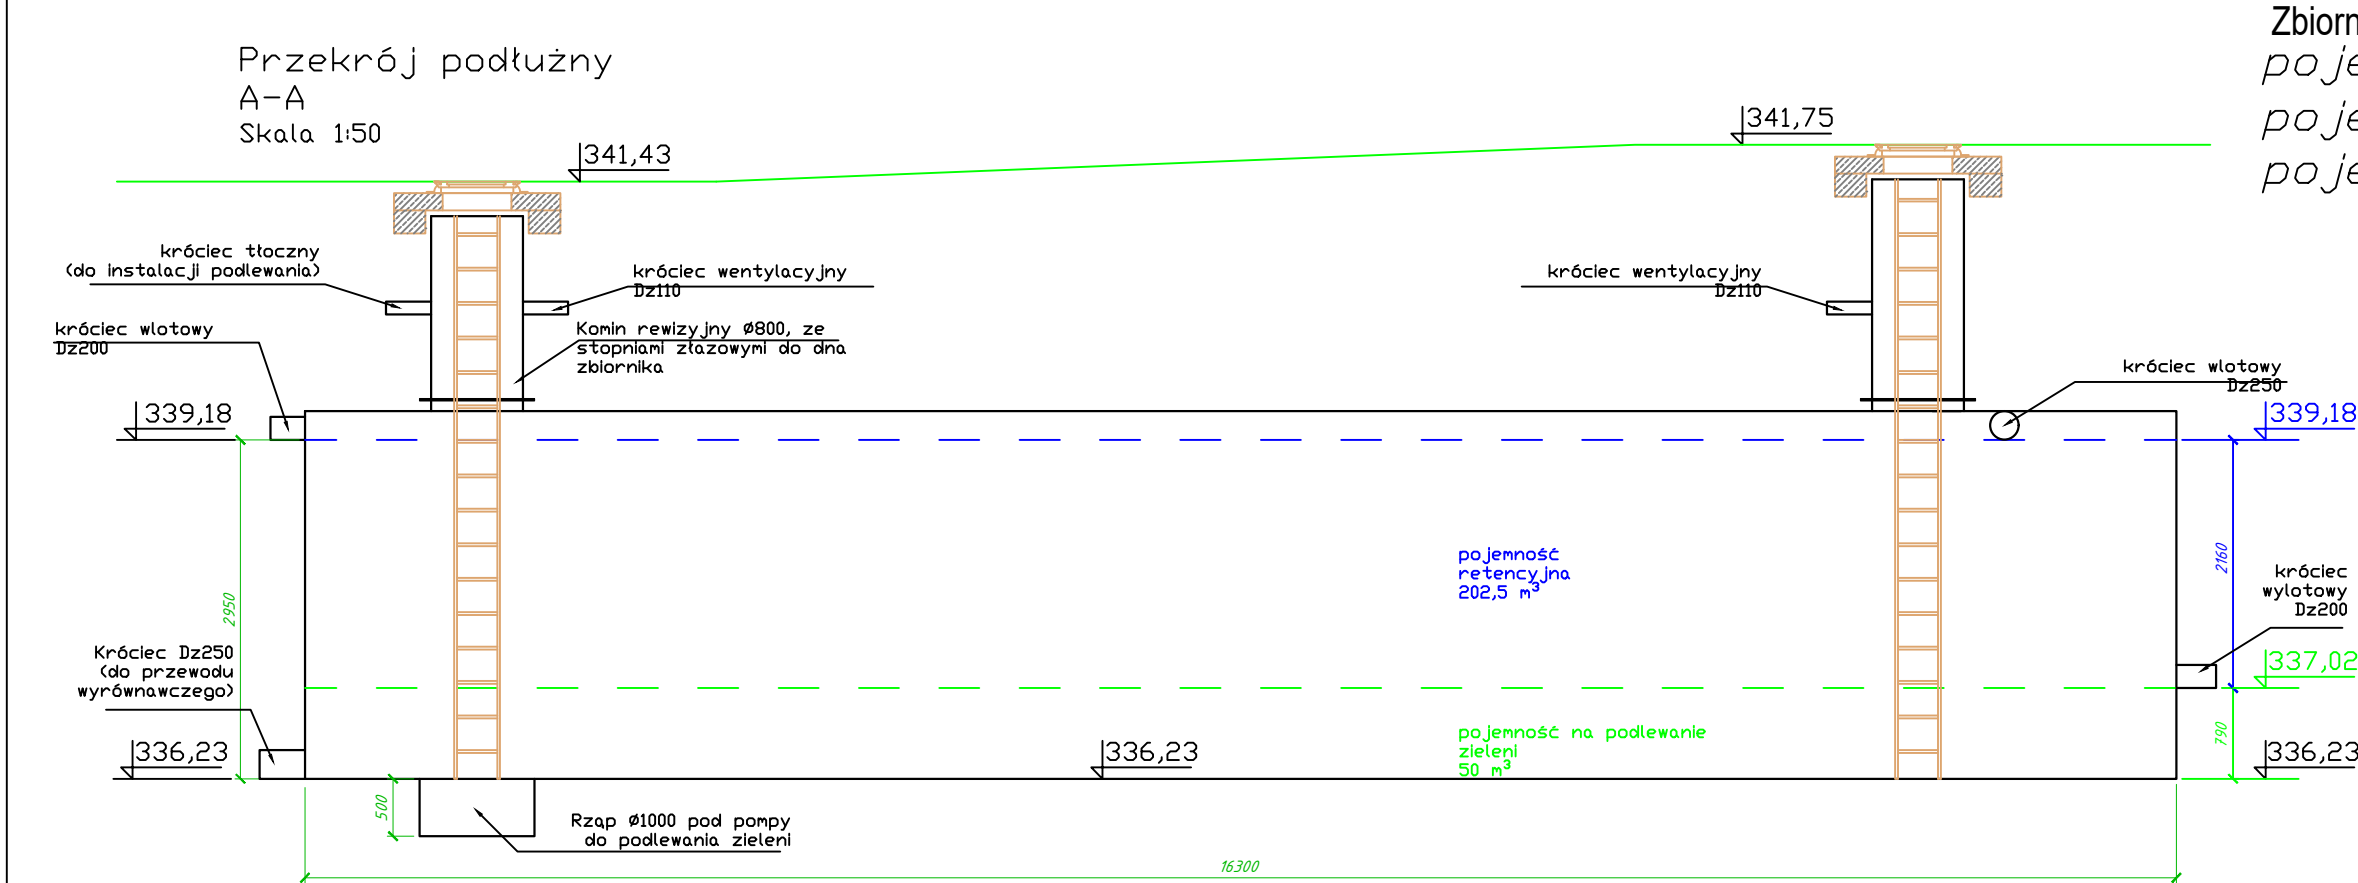 Przekrój podłużny
A-A
Skala 1:50
Zbiorn
poje
poje
poje
341,43
341,75
króciec tłoczny
(do instalacji podlewania)
króciec wentylacyjny
Dz110
króciec wentylacyjny
Dz110
króciec wlotowy
Dz200
Komin rewizyjny Ø800, ze
stopniami złazowymi do dna
zbiornika
króciec wlotowy
Dz250
339,18
339,18
pojemność
retencyjna
202,5 m³
2160
króciec
wylotowy
Dz200
2950
Króciec Dz250
(do przewodu
wyrównawczego)
337,02
pojemność na podlewanie
zieleni
50 m³
790
336,23
336,23
336,23
500
Rząp Ø1000 pod pompy
do podlewania zieleni
16300